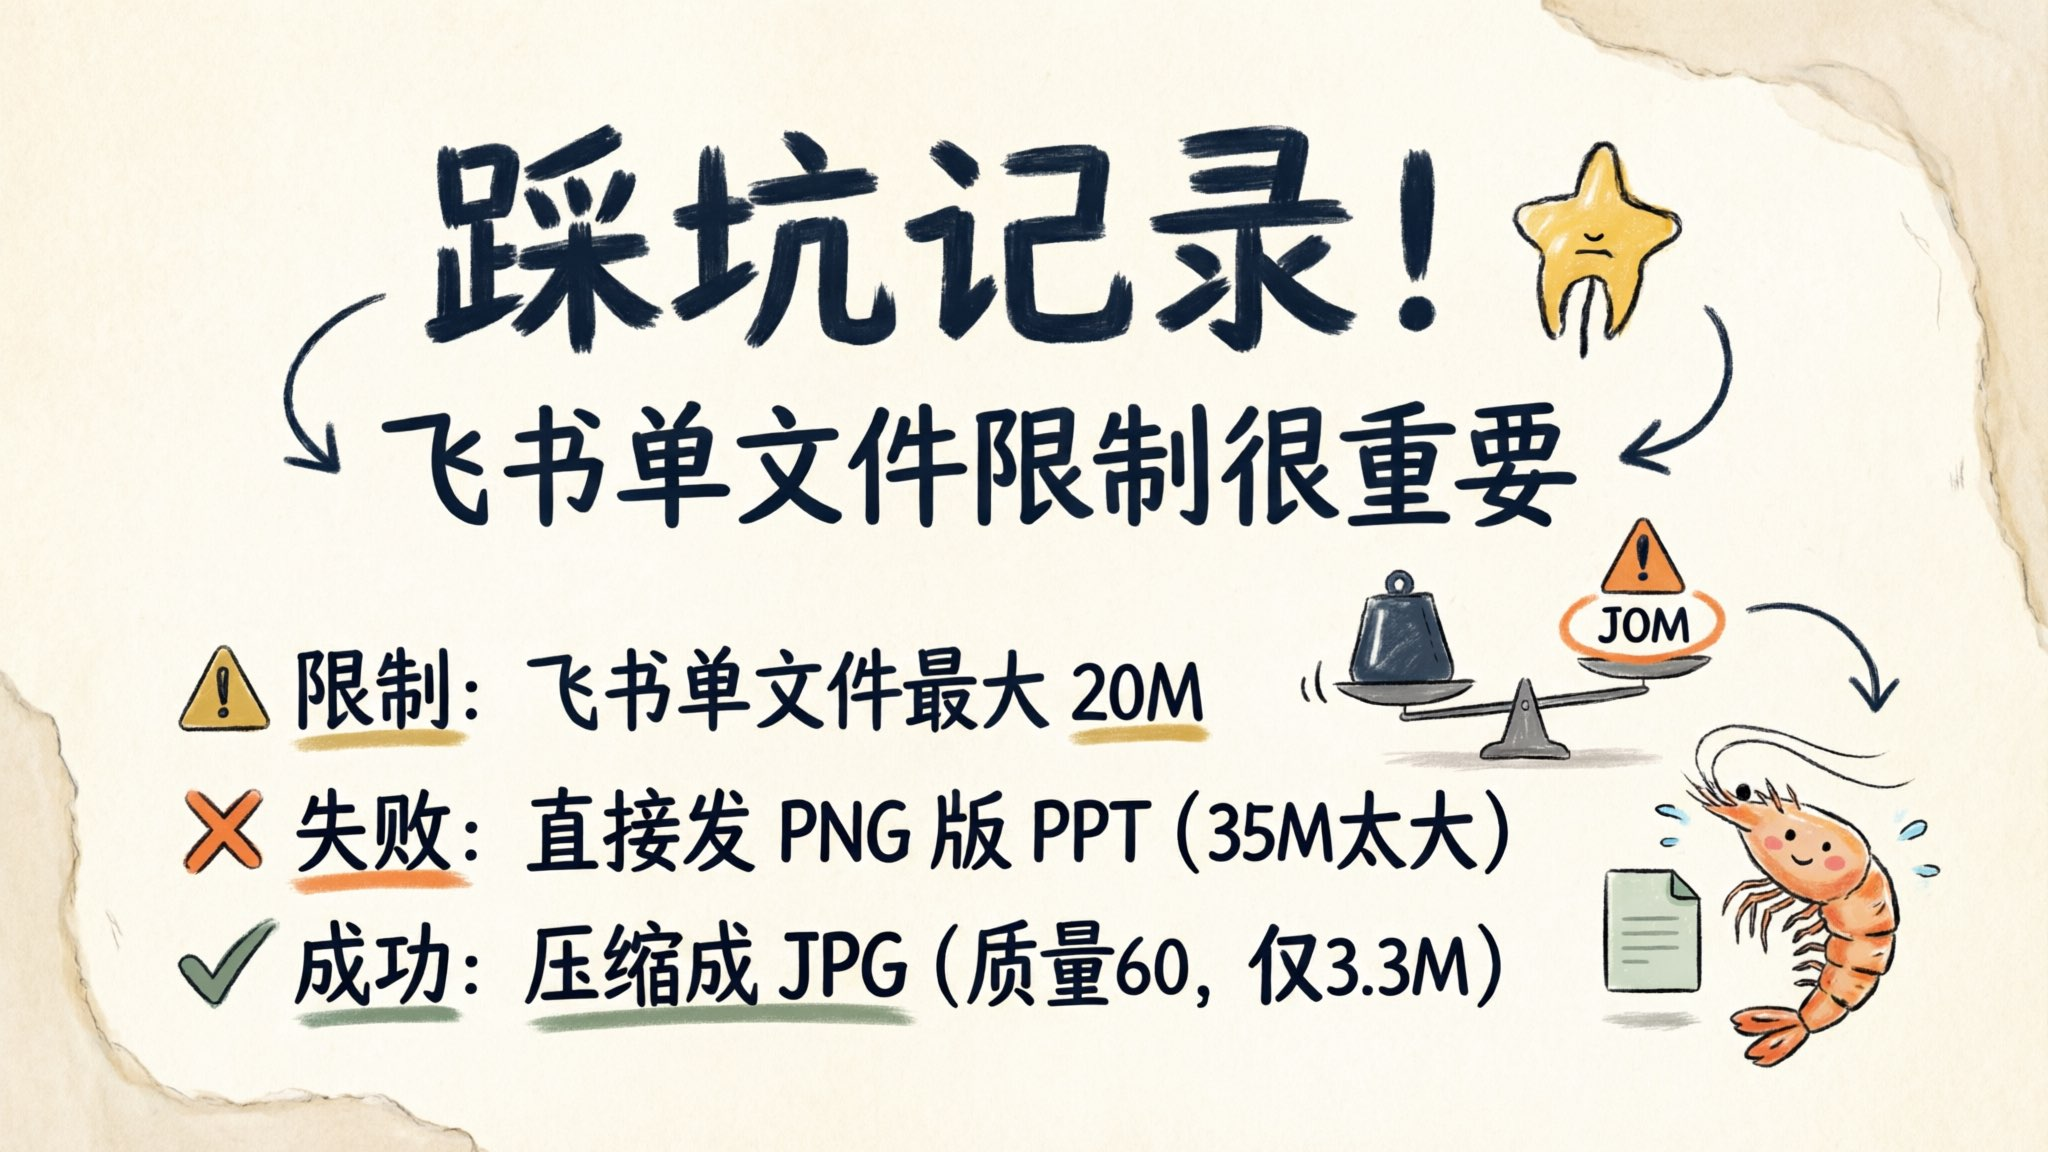 踩坑记录！
飞书单文件限制很重要
JOM
限制：飞书单文件最大 20M
失败：直接发 PNG 版 PPT（35M太大）
成功：压缩成 JPG（质量60，仅3.3M）